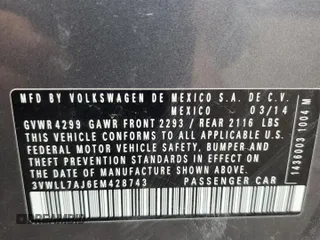 MFD BY VOLKSWAGEN DE MEXICO S.A. DE C.V.
MEXICO 03/14
GVWR 4299 GAWR FRONT 2293 / REAR 2116 LBS
THIS VEHICLE CONFORMS TO ALL APPLICABLE
FEDERAL MOTOR VEHICLE SAFETY, BUMPER AND
THEFT PREVENTION STANDARDS IN EFFECT ON THE
DATE OF MANUFACTURE SHOWN ABOVE.
3VWLL7AJ6EM428743 PASSENGER CAR
1436003 1004 M